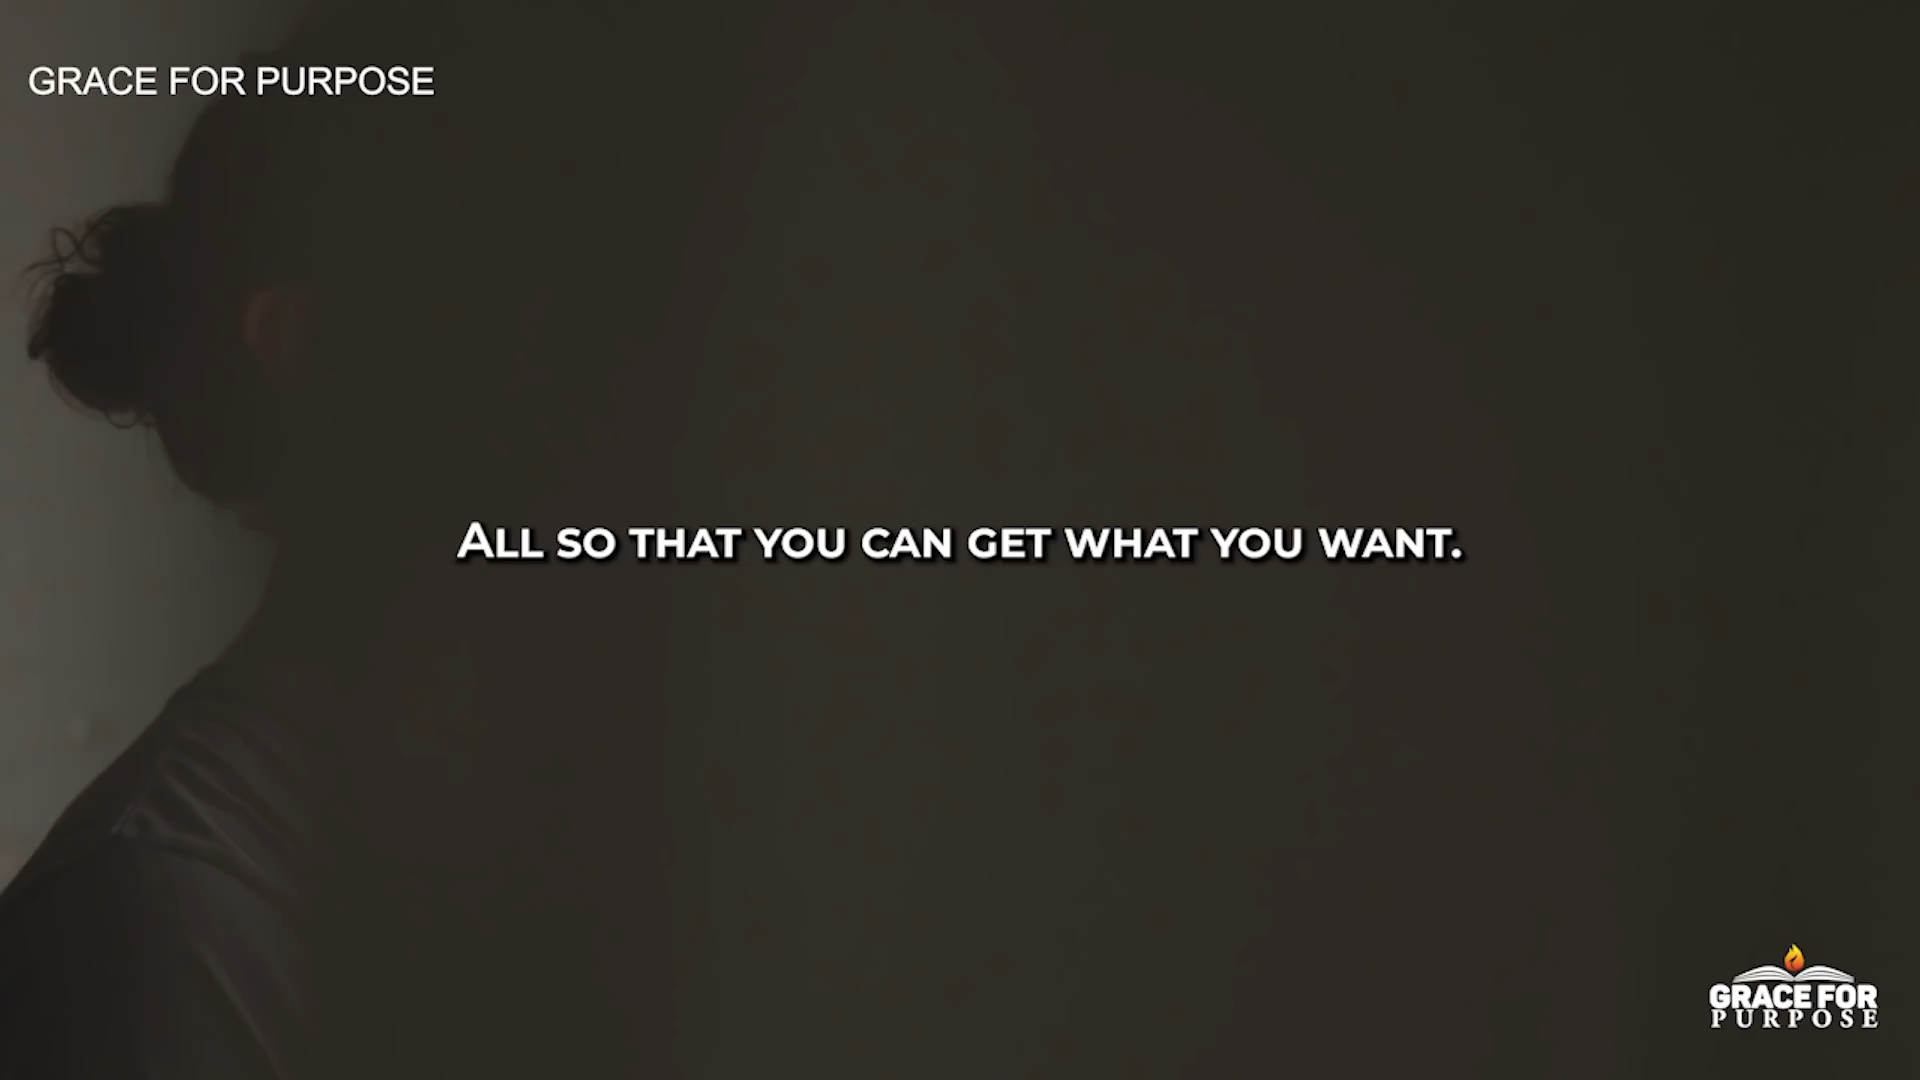 GRACE FOR PURPOSE
ALL SO THAT YOU CAN GET WHAT YOU WANT.
GRACE FOR
PURPOSE